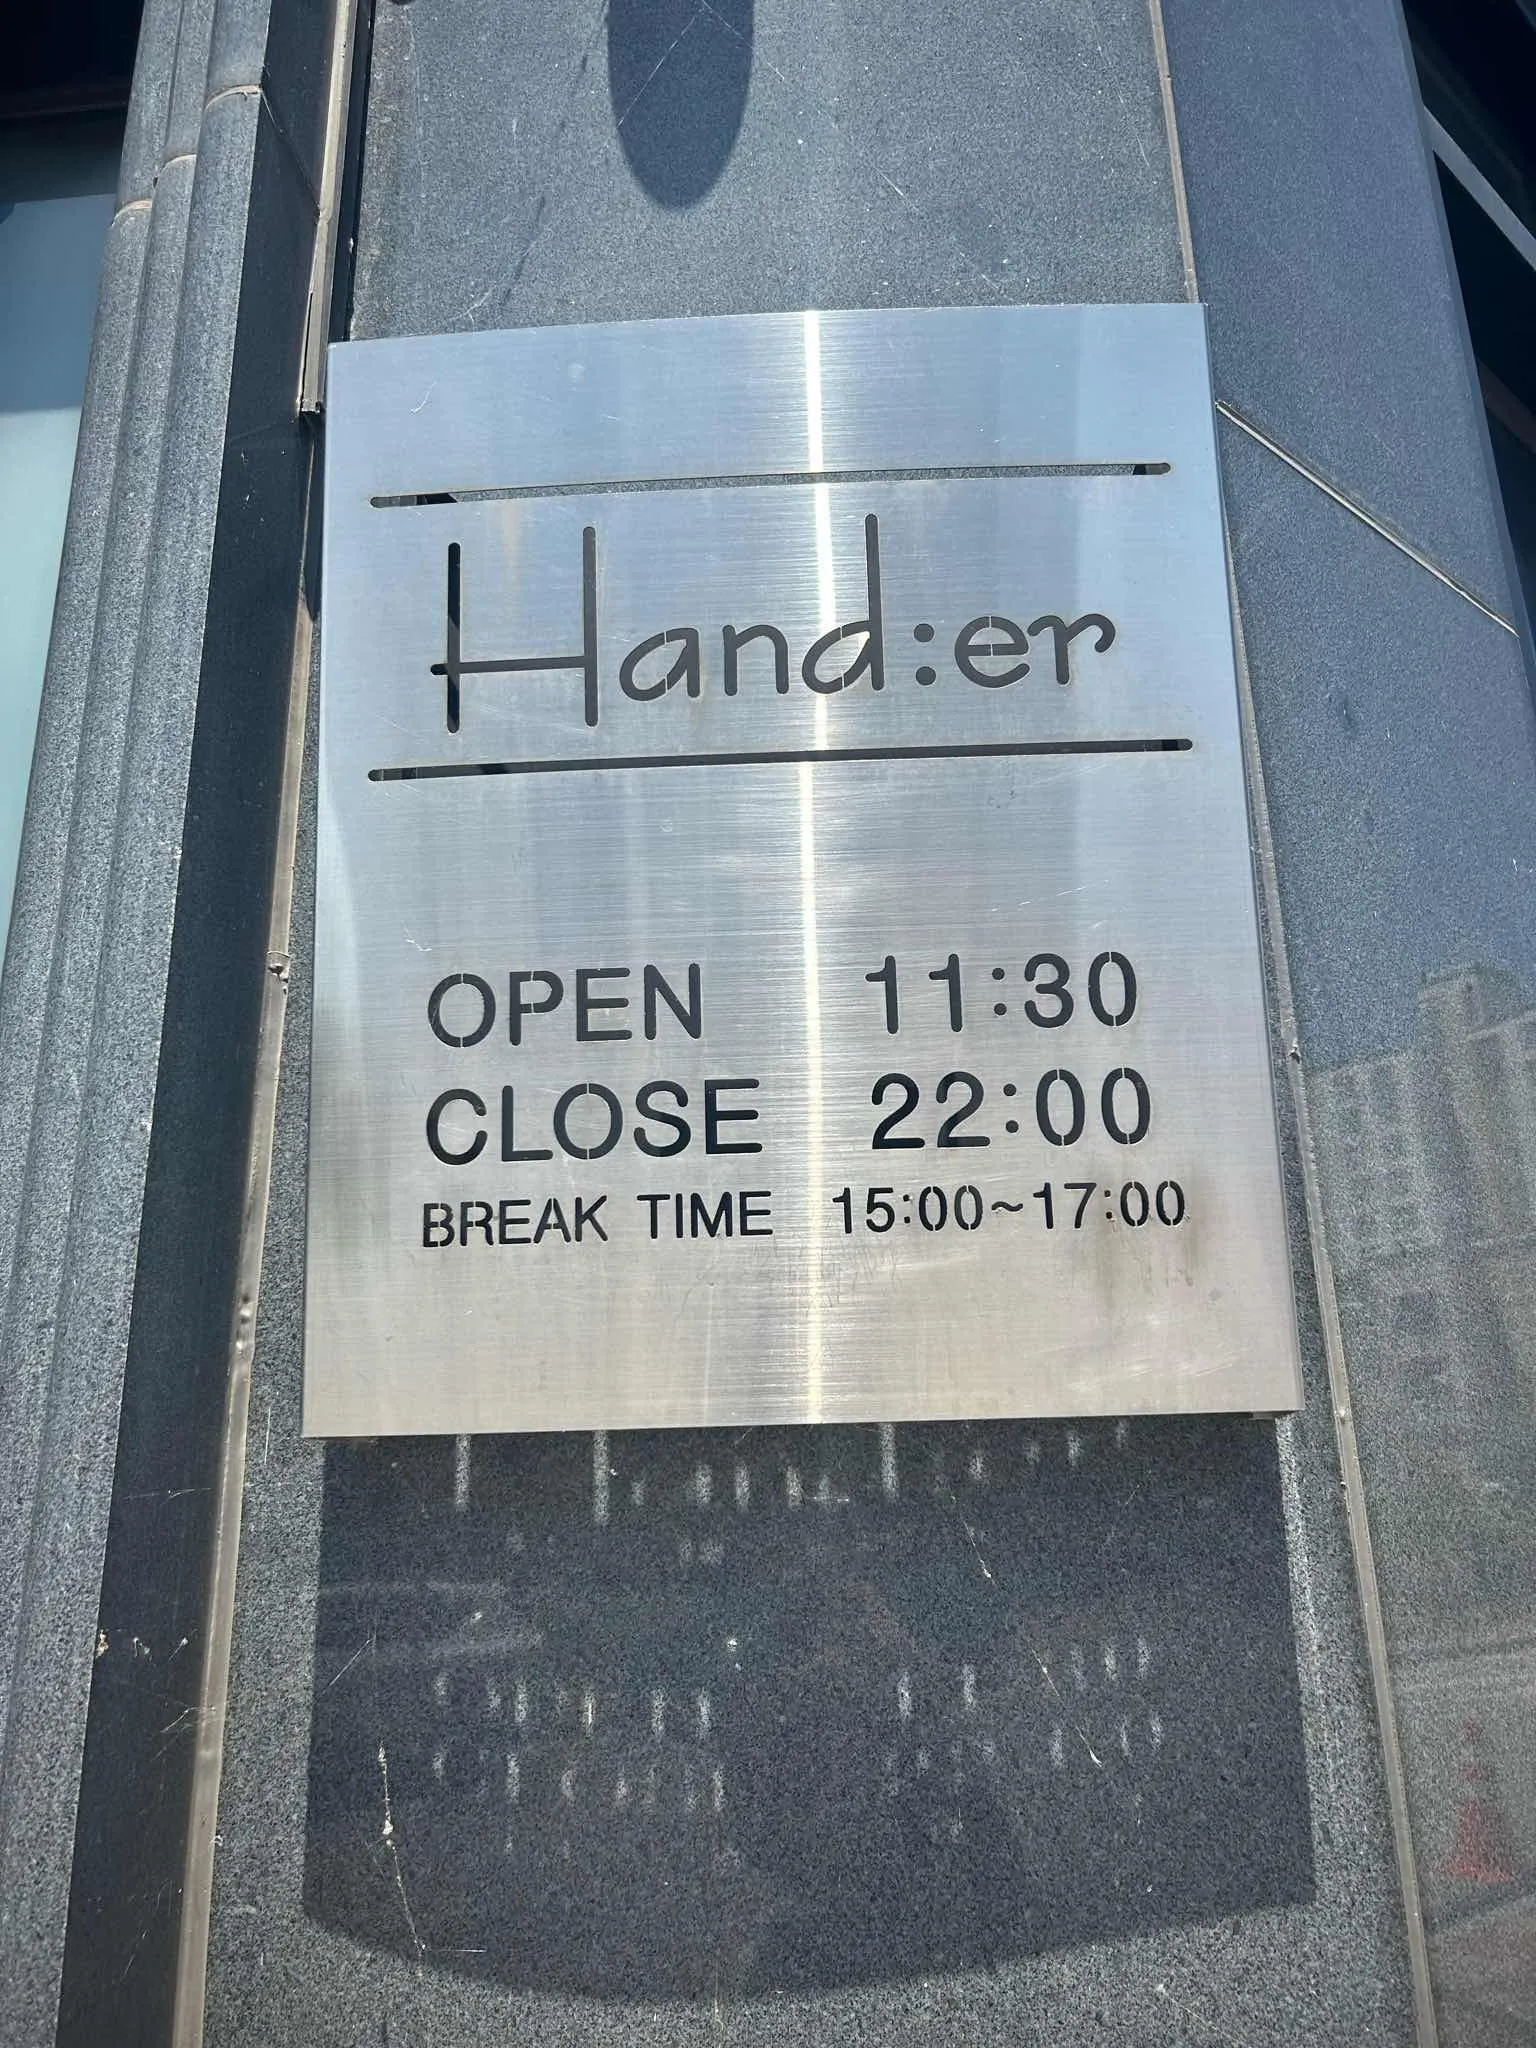 Hand:er
OPEN 11:30
CLOSE 22:00
BREAK TIME 15:00~17:00